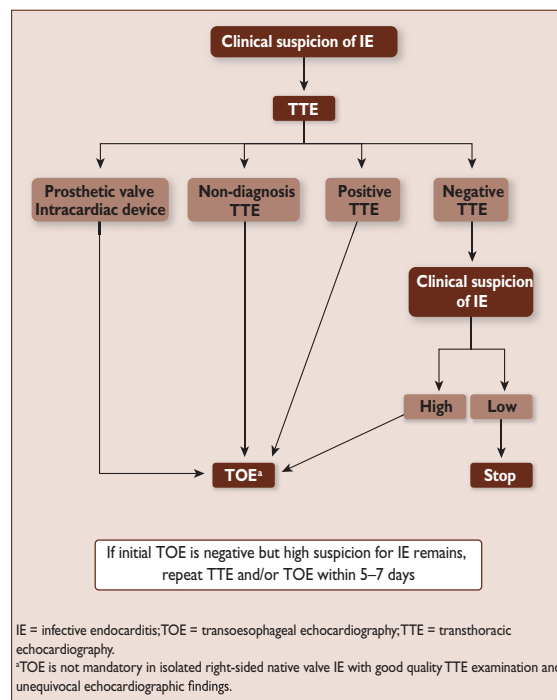 Clinical suspicion of IE
TTE
Prosthetic valve
Intracardiac device
Non-diagnosis
TTE
Positive
TTE
Negative
TTE
Clinical suspicion
of IE
High
Low
TOEᵃ
Stop
If initial TOE is negative but high suspicion for IE remains,
repeat TTE and/or TOE within 5–7 days
IE = infective endocarditis; TOE = transoesophageal echocardiography; TTE = transthoracic
echocardiography.
ᵃTOE is not mandatory in isolated right-sided native valve IE with good quality TTE examination and
unequivocal echocardiographic findings.